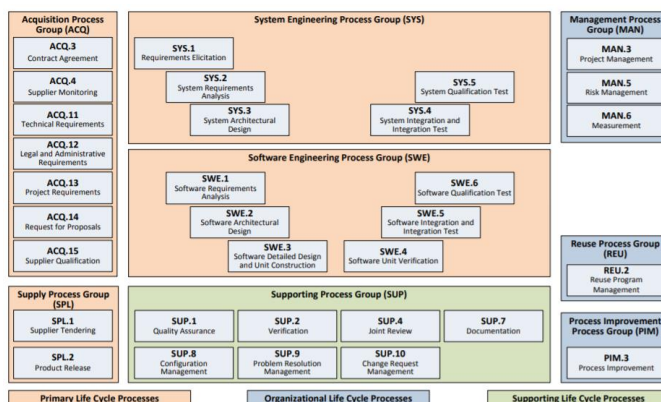 Acquisition Process
Group (ACQ)
ACQ.3
Contract Agreement
ACQ.4
Supplier Monitoring
ACQ.11
Technical Requirements
ACQ.12
Legal and Administrative
Requirements
ACQ.13
Project Requirements
ACQ.14
Request for Proposals
ACQ.15
Supplier Qualification
System Engineering Process Group (SYS)
SYS.1
Requirements Elicitation
SYS.2
System Requirements
Analysis
SYS.3
System Architectural
Design
SYS.5
System Qualification Test
SYS.4
System Integration and
Integration Test
Software Engineering Process Group (SWE)
SWE.1
Software Requirements
Analysis
SWE.2
Software Architectural
Design
SWE.3
Software Detailed Design
and Unit Construction
SWE.6
Software Qualification Test
SWE.5
Software Integration and
Integration Test
SWE.4
Software Unit Verification
Management Process
Group (MAN)
MAN.3
Project Management
MAN.5
Risk Management
MAN.6
Measurement
Reuse Process Group
(REU)
REU.2
Reuse Program
Management
Supply Process Group
(SPL)
SPL.1
Supplier Tendering
SPL.2
Product Release
Supporting Process Group (SUP)
SUP.1
Quality Assurance
SUP.2
Verification
SUP.4
Joint Review
SUP.7
Documentation
SUP.8
Configuration
Management
SUP.9
Problem Resolution
Management
SUP.10
Change Request
Management
Process Improvement
Process Group (PIM)
PIM.3
Process Improvement
Primary Life Cycle Processes
Organizational Life Cycle Processes
Supporting Life Cycle Processes